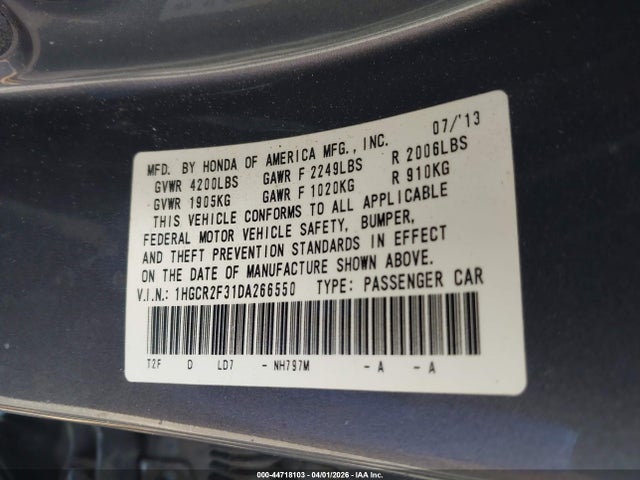 MFD. BY HONDA OF AMERICA MFG., INC. 07/'13
GVWR 4200LBS GAWR F 2249LBS R 2006LBS
GVWR 1905KG GAWR F 1020KG R 910KG
THIS VEHICLE CONFORMS TO ALL APPLICABLE
FEDERAL MOTOR VEHICLE SAFETY, BUMPER,
AND THEFT PREVENTION STANDARDS IN EFFECT
ON THE DATE OF MANUFACTURE SHOWN ABOVE.
V.I.N.: 1HGCR2F31DA266550 TYPE: PASSENGER CAR
T2F D LD7 - NH797M - A - A
000-44718103 04/01/2026 IAA Inc.